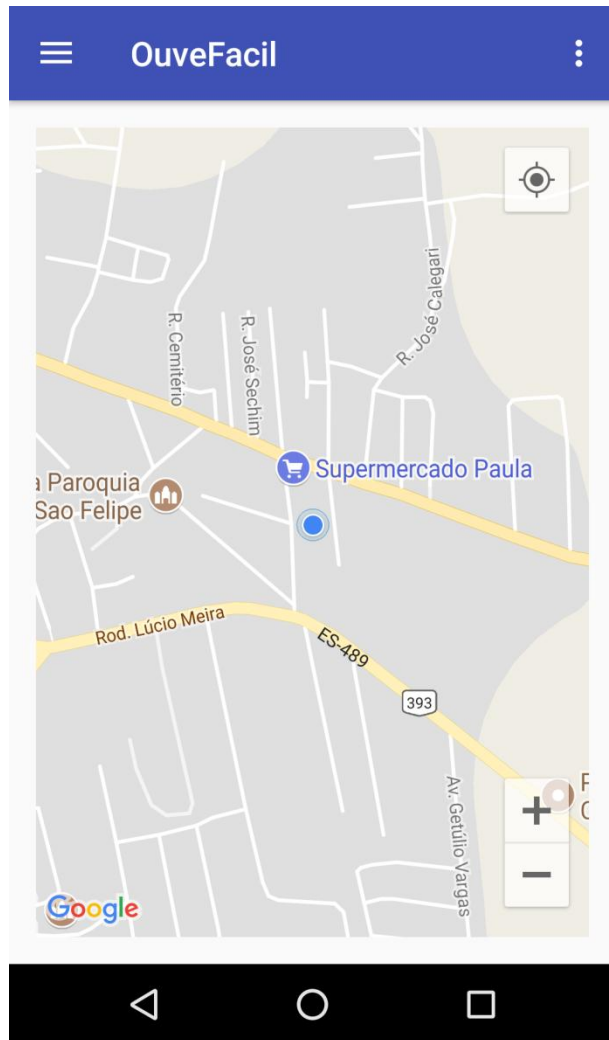 OuveFacil
R. José Calegari
R. Cemitério
R. José Sechim
Supermercado Paula
a Paroquia
Sao Felipe
Rod. Lúcio Meira
ES-489
393
Av. Getúlio Vargas
Google